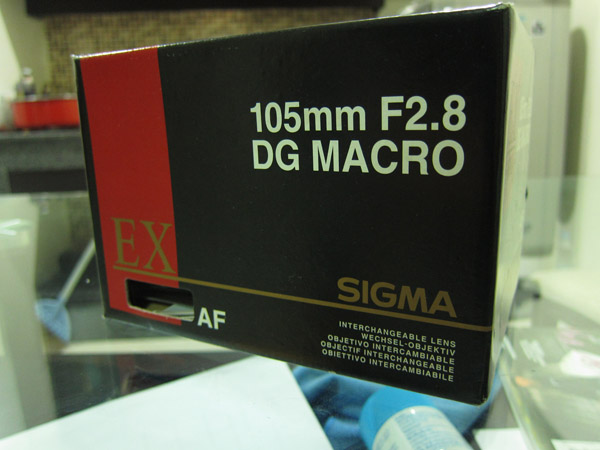 105mm F2.8
DG MACRO
EX
SIGMA
AF
INTERCHANGEABLE LENS
WECHSEL-OBJEKTIV
OBJETIVO INTERCAMBIABLE
OBJECTIF INTERCHANGEABLE
OBIETTIVO INTERCAMBIABILE